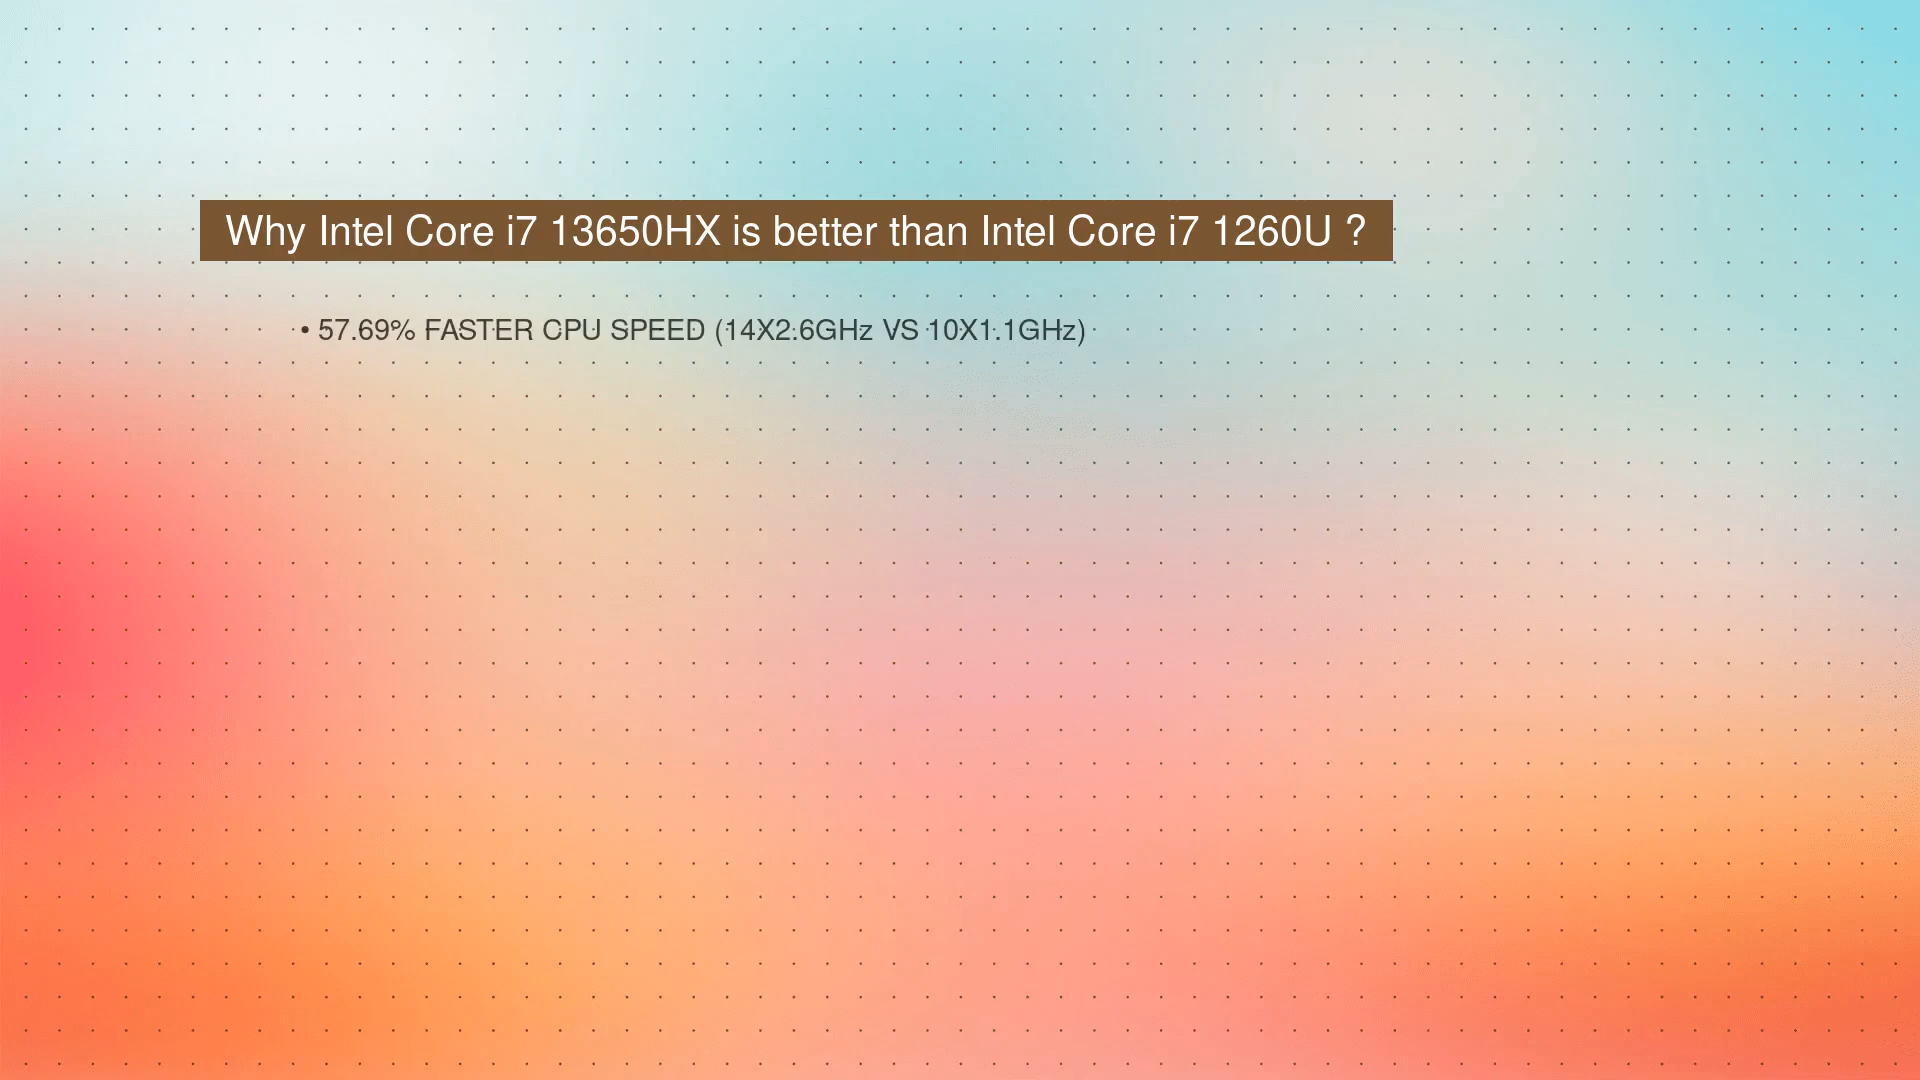 Why Intel Core i7 13650HX is better than Intel Core i7 1260U ?
• 57.69% FASTER CPU SPEED (14X2.6GHz VS 10X1.1GHz)